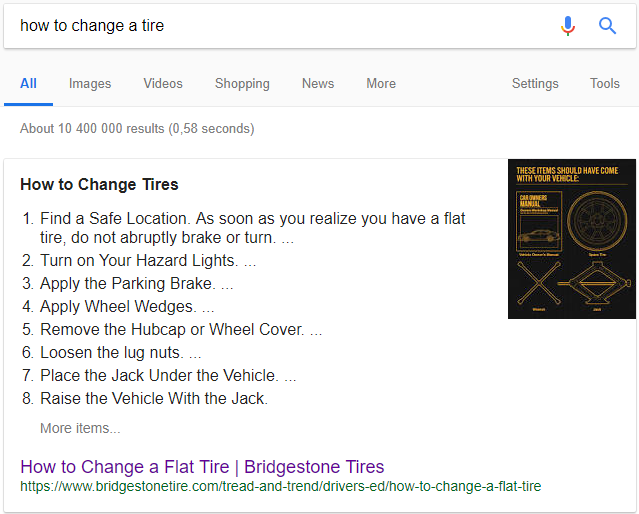 how to change a tire
All Images Videos Shopping News More Settings Tools
About 10 400 000 results (0,58 seconds)
How to Change Tires
1. Find a Safe Location. As soon as you realize you have a flat
tire, do not abruptly brake or turn. ...
2. Turn on Your Hazard Lights. ...
3. Apply the Parking Brake. ...
4. Apply Wheel Wedges. ...
5. Remove the Hubcap or Wheel Cover. ...
6. Loosen the lug nuts. ...
7. Place the Jack Under the Vehicle. ...
8. Raise the Vehicle With the Jack.
More items...
THESE ITEMS SHOULD HAVE COME
WITH YOUR VEHICLE:
CAR OWNERS
MANUAL
Vehicle Owner's Manual
Spare Tire
Jack
How to Change a Flat Tire | Bridgestone Tires
https://www.bridgestonetire.com/tread-and-trend/drivers-ed/how-to-change-a-flat-tire